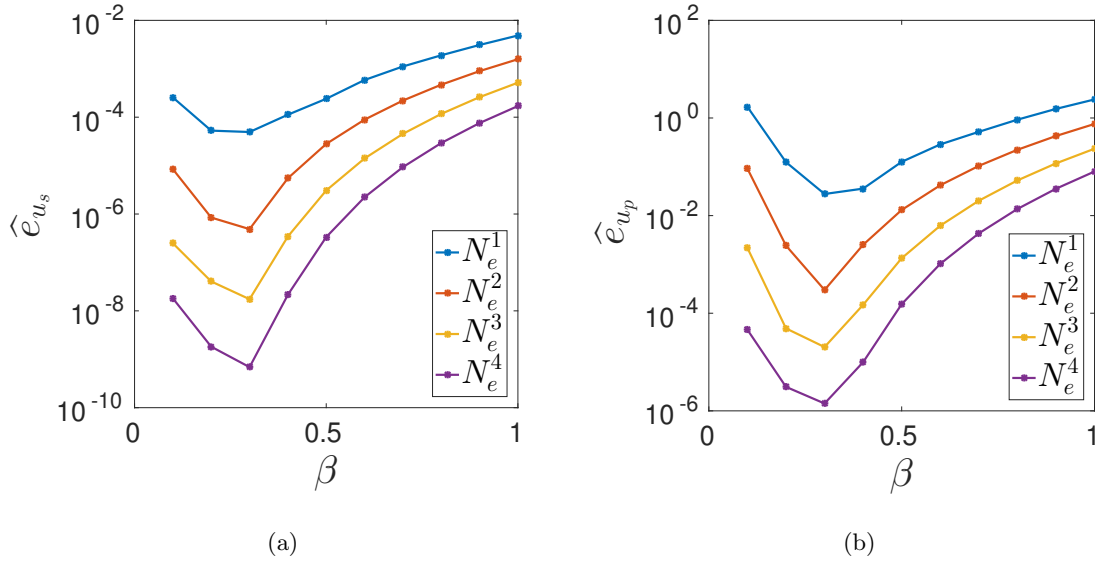 10^-2
10^-4
10^-6
10^-8
10^-10
0
0.5
1
β
ê_{u_s}
N_e^1
N_e^2
N_e^3
N_e^4
(a)
10^2
10^0
10^-2
10^-4
10^-6
0
0.5
1
β
ê_{u_p}
N_e^1
N_e^2
N_e^3
N_e^4
(b)